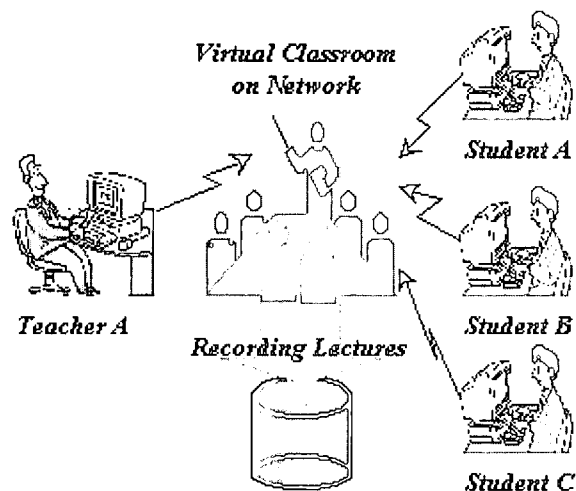 Virtual Classroom
on Network
Student A
Teacher A
Student B
Recording Lectures
Student C